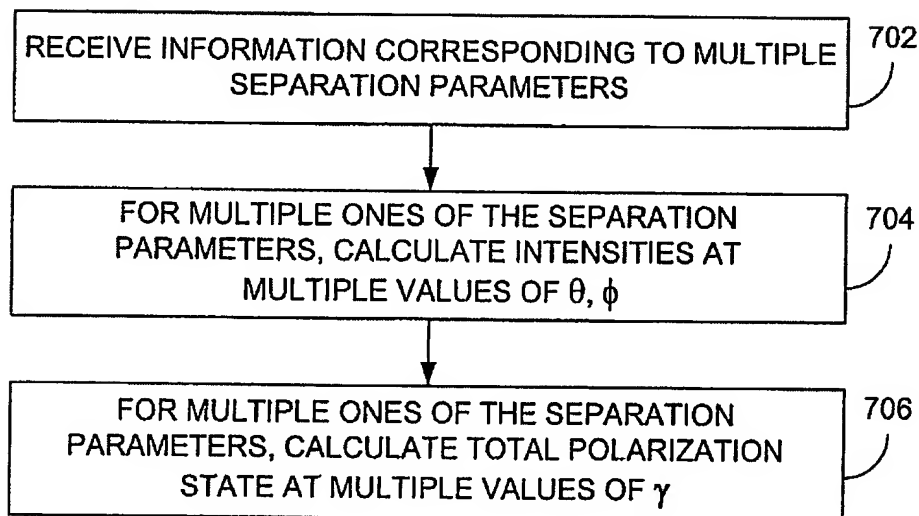 RECEIVE INFORMATION CORRESPONDING TO MULTIPLE
SEPARATION PARAMETERS
702
FOR MULTIPLE ONES OF THE SEPARATION
PARAMETERS, CALCULATE INTENSITIES AT
MULTIPLE VALUES OF θ, ϕ
704
FOR MULTIPLE ONES OF THE SEPARATION
PARAMETERS, CALCULATE TOTAL POLARIZATION
STATE AT MULTIPLE VALUES OF γ
706